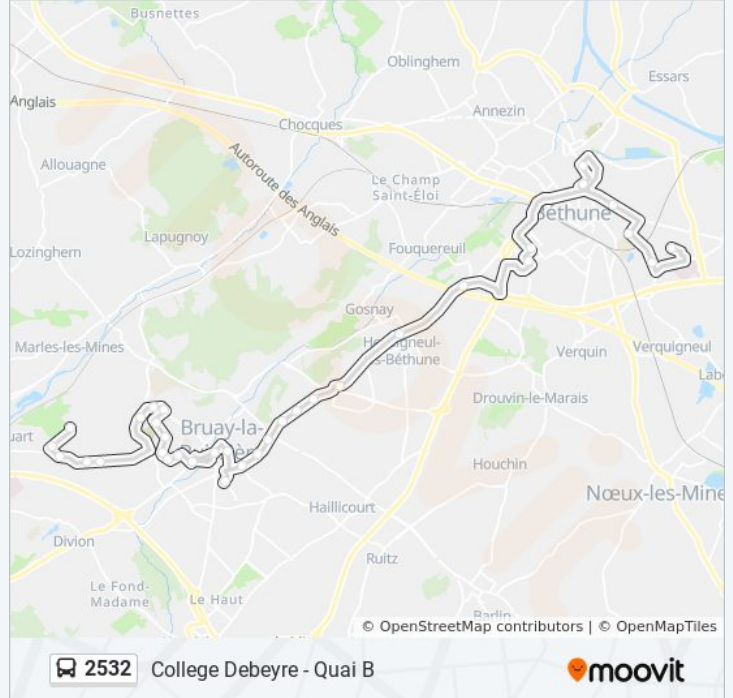 Busnettes
Oblinghem
Essars
Anglais
Annezin
Chocques
Autoroute des Anglais
Allouagne
Le Champ
Saint-Éloi
Béthune
Lapugnoy
Fouquereuil
Lozinghem
Gosnay
Marles-les-Mines
Verquin
Verquigneul
Drouvin-le-Marais
Bruay-la-
Houchin
Nœux-les-Mine
Haillicourt
Divion
Ruitz
Le Fond-
Madame
Le Haut
Barlin
© OpenStreetMap contributors | © OpenMapTiles
2532 College Debeyre - Quai B
moovit